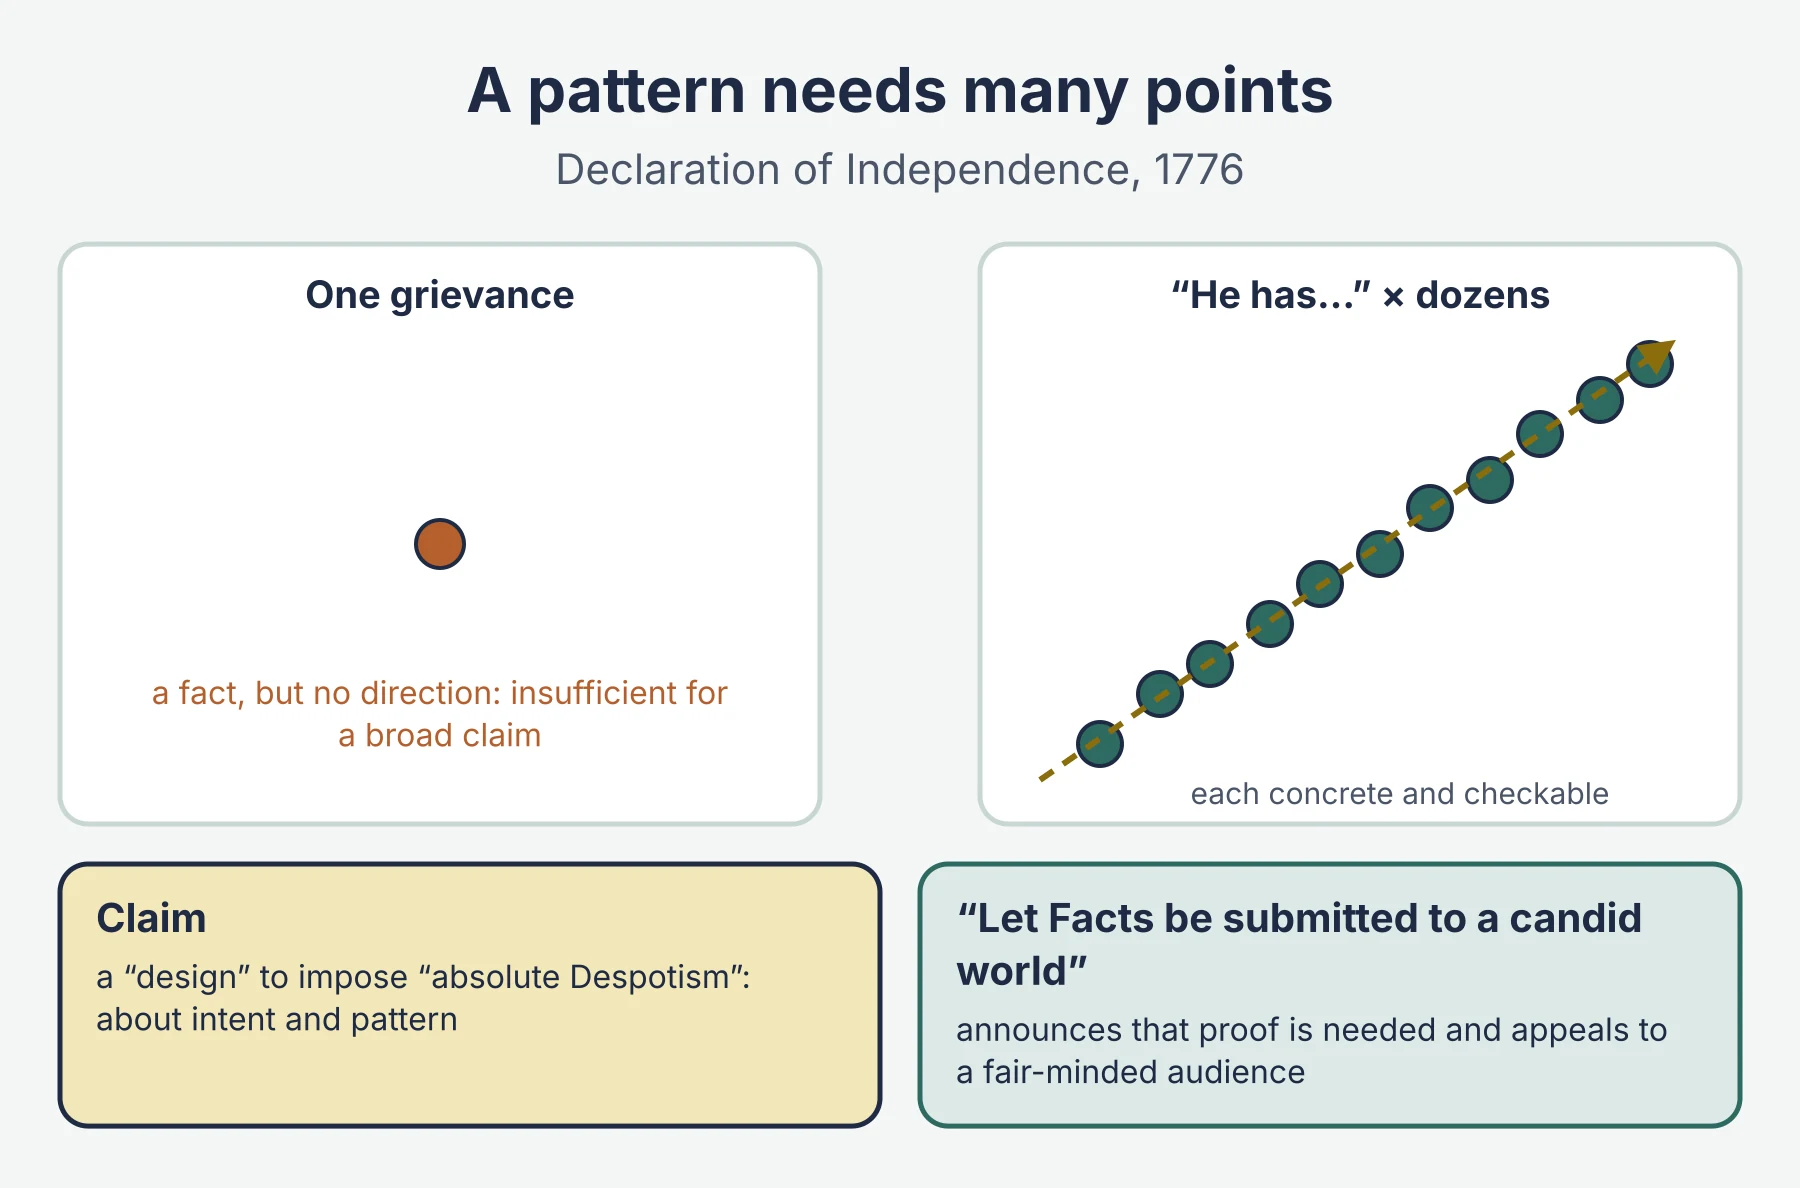 A pattern needs many points
Declaration of Independence, 1776
One grievance
a fact, but no direction: insufficient for
a broad claim
“He has…” × dozens
each concrete and checkable
Claim
a “design” to impose “absolute Despotism”:
about intent and pattern
“Let Facts be submitted to a candid
world”
announces that proof is needed and appeals to
a fair-minded audience